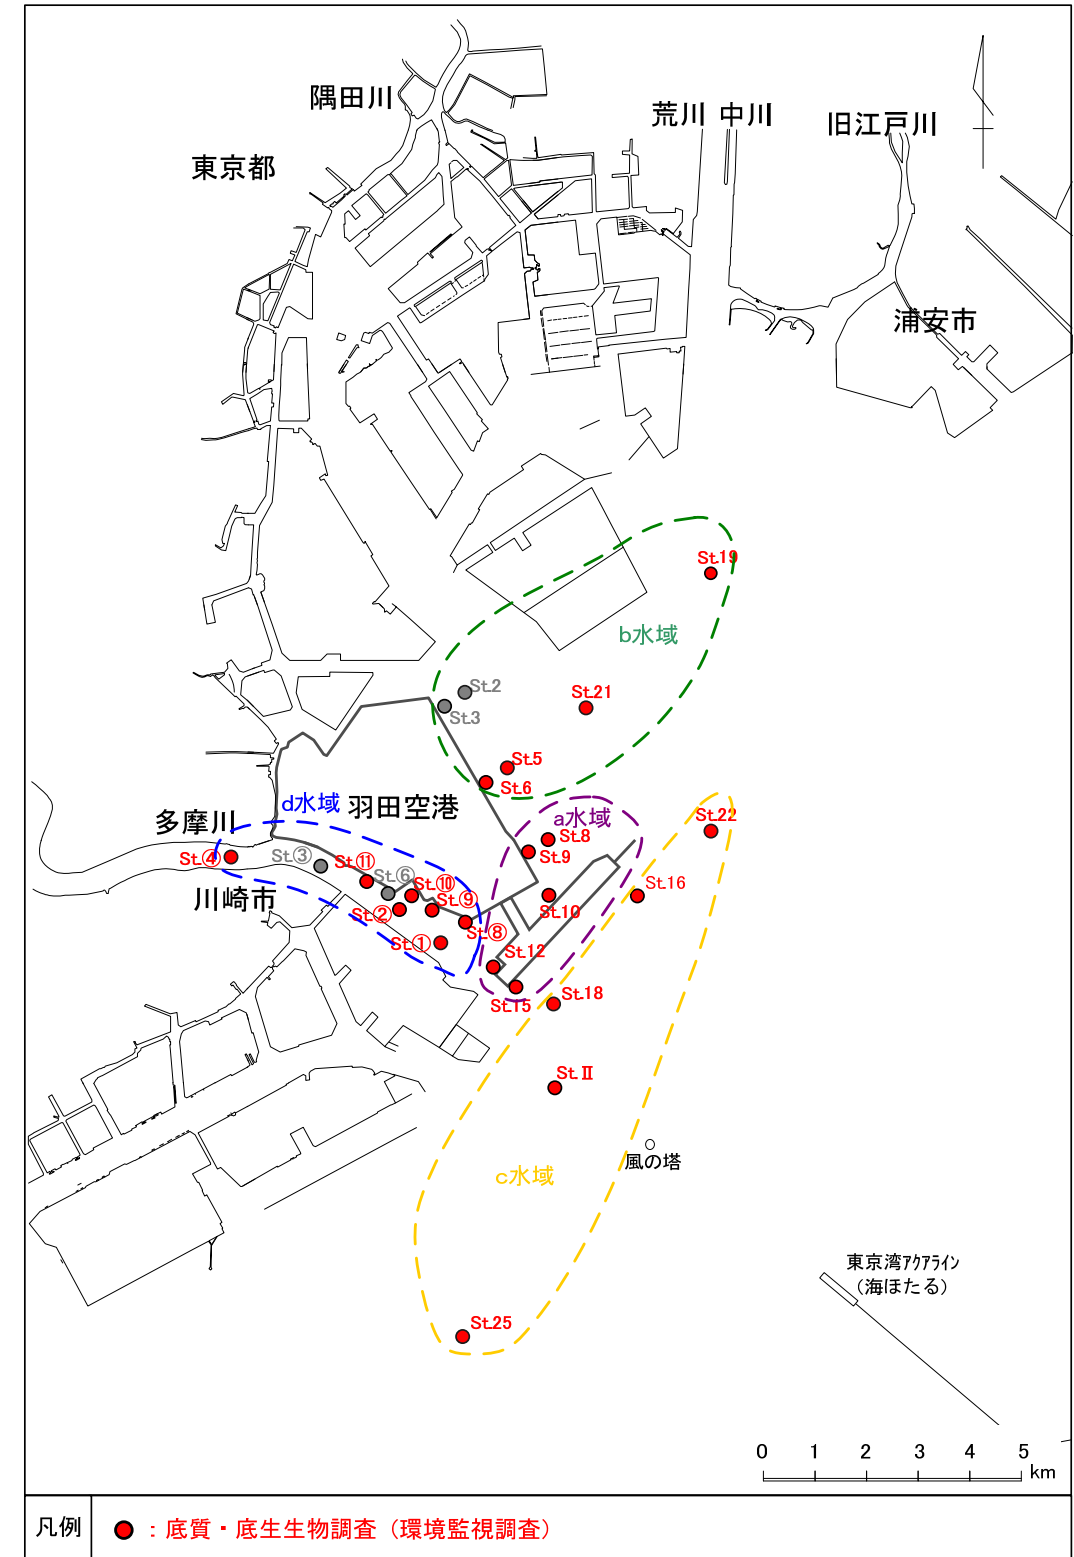 隅田川
荒川 中川
旧江戸川
東京都
浦安市
St.19
b水域
St.2
St.3
St.21
St.5
St.6
d水域
羽田空港
a水域
多摩川
St.22
St.8
St.④
St.③
St.⑪
St.9
St.⑥
St.⑩
St.16
川崎市
St.②
St.⑨
St.10
St.⑧
St.①
St.12
St.15
St.18
St.Ⅱ
風の塔
c水域
東京湾アクアライン
(海ほたる)
St.25
0 1 2 3 4 5
km
凡例
：底質・底生生物調査（環境監視調査）